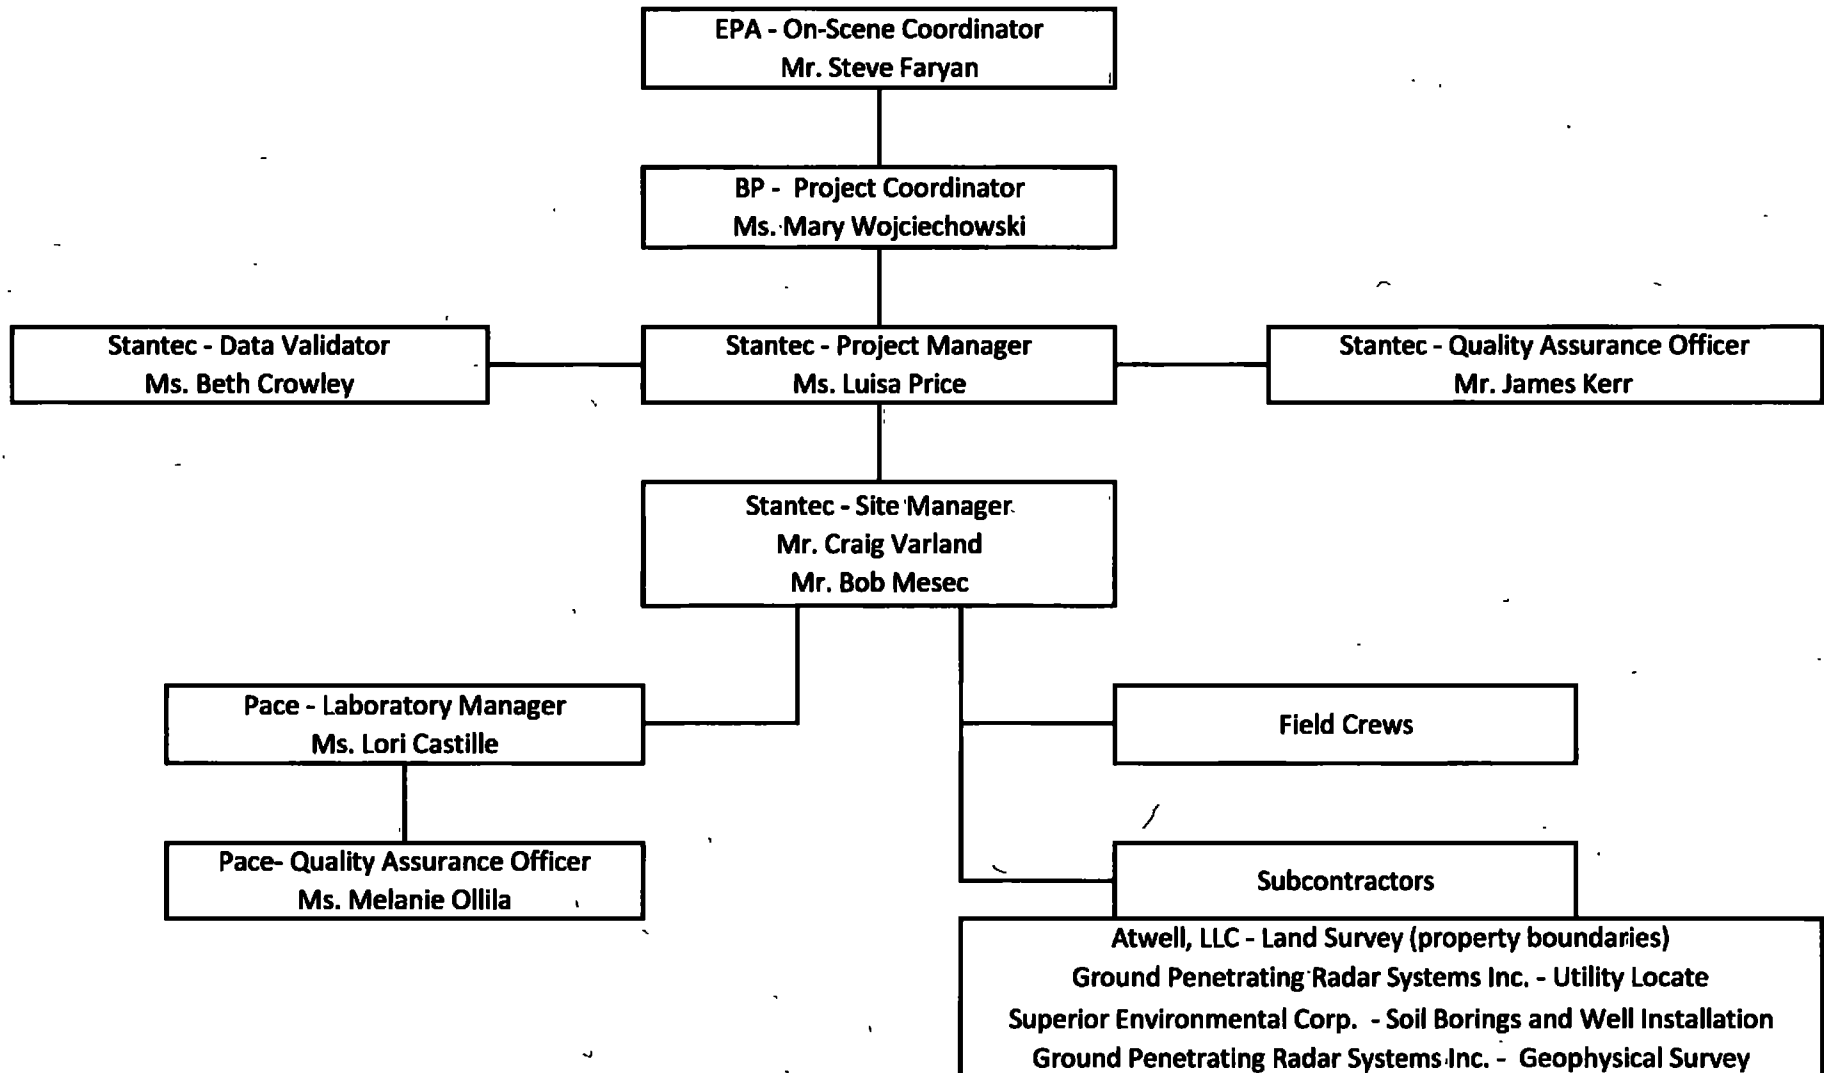 EPA - On-Scene Coordinator
Mr. Steve Faryan
BP - Project Coordinator
Ms. Mary Wojciechowski
Stantec - Data Validator
Ms. Beth Crowley
Stantec - Project Manager
Ms. Luisa Price
Stantec - Quality Assurance Officer
Mr. James Kerr
Stantec - Site Manager
Mr. Craig Varland
Mr. Bob Mesec
Pace - Laboratory Manager
Ms. Lori Castille
Field Crews
Pace- Quality Assurance Officer
Ms. Melanie Ollila
Subcontractors
Atwell, LLC - Land Survey (property boundaries)
Ground Penetrating Radar Systems Inc. - Utility Locate
Superior Environmental Corp. - Soil Borings and Well Installation
Ground Penetrating Radar Systems Inc. - Geophysical Survey